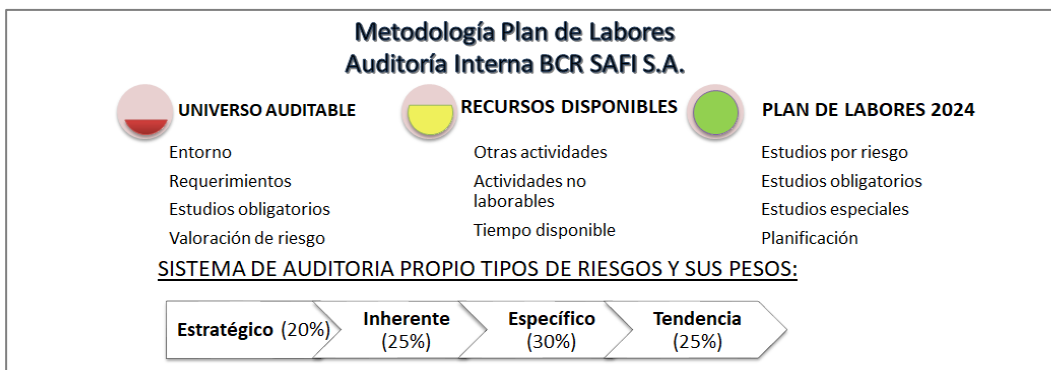 Metodología Plan de Labores
Auditoría Interna BCR SAFI S.A.
UNIVERSO AUDITABLE
Entorno
Requerimientos
Estudios obligatorios
Valoración de riesgo
RECURSOS DISPONIBLES
Otras actividades
Actividades no
laborables
Tiempo disponible
PLAN DE LABORES 2024
Estudios por riesgo
Estudios obligatorios
Estudios especiales
Planificación
SISTEMA DE AUDITORIA PROPIO TIPOS DE RIESGOS Y SUS PESOS:
Estratégico (20%)
Inherente
(25%)
Específico
(30%)
Tendencia
(25%)